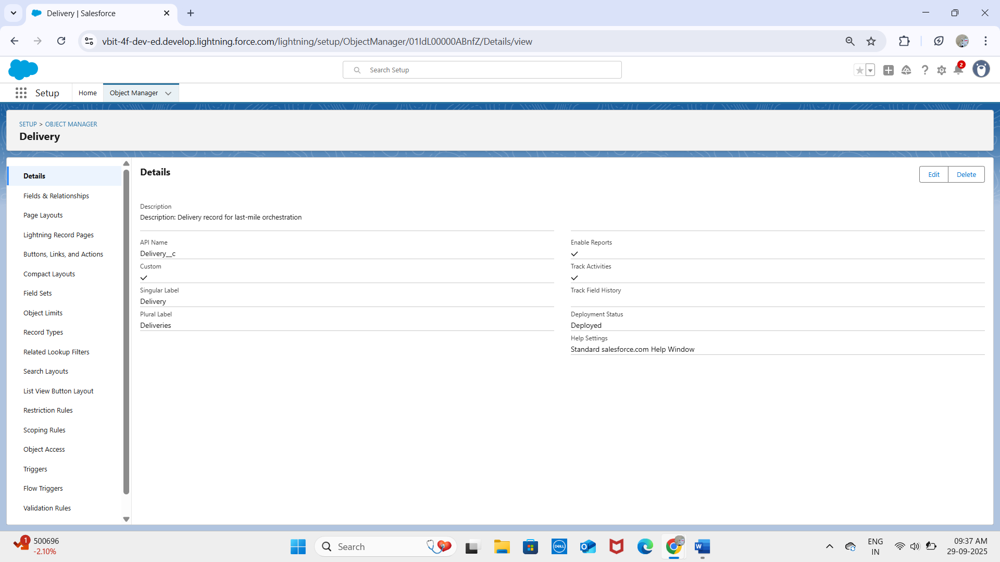 Delivery | Salesforce
vbit-4f-dev-ed.develop.lightning.force.com/lightning/setup/ObjectManager/01IdL00000ABnfZ/Details/view
Search Setup
2
Setup
Home
Object Manager
SETUP > OBJECT MANAGER
Delivery
Details
Fields & Relationships
Page Layouts
Lightning Record Pages
Buttons, Links, and Actions
Compact Layouts
Field Sets
Object Limits
Record Types
Related Lookup Filters
Search Layouts
List View Button Layout
Restriction Rules
Scoping Rules
Object Access
Triggers
Flow Triggers
Validation Rules
Details
Edit
Delete
Description
Description: Delivery record for last-mile orchestration
API Name
Delivery__c
Custom
Singular Label
Delivery
Plural Label
Deliveries
Enable Reports
Track Activities
Track Field History
Deployment Status
Deployed
Help Settings
Standard salesforce.com Help Window
1
500696
-2.10%
Search
DELL
W
ENG
IN
09:37 AM
29-09-2025